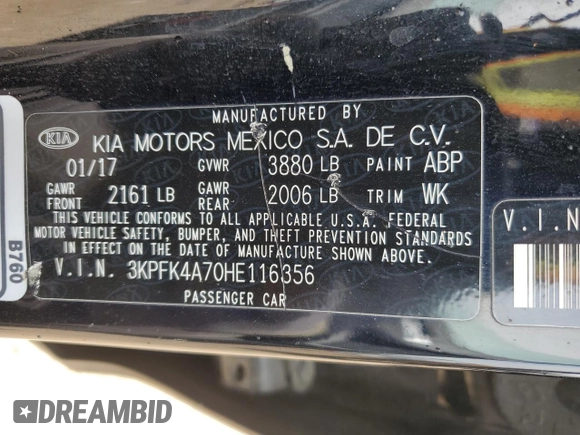 MANUFACTURED BY
KIA KIA MOTORS MEXICO S.A. DE C.V.
01/17 GVWR 3880 LB PAINT ABP
GAWR FRONT 2161 LB GAWR REAR 2006 LB TRIM WK
THIS VEHICLE CONFORMS TO ALL APPLICABLE U.S.A. FEDERAL
MOTOR VEHICLE SAFETY, BUMPER, AND THEFT PREVENTION STANDARDS
IN EFFECT ON THE DATE OF MANUFACTURE SHOWN ABOVE.
V.I.N. 3KPFK4A70HE116356
PASSENGER CAR
B760
V.I.N
DREAMBID